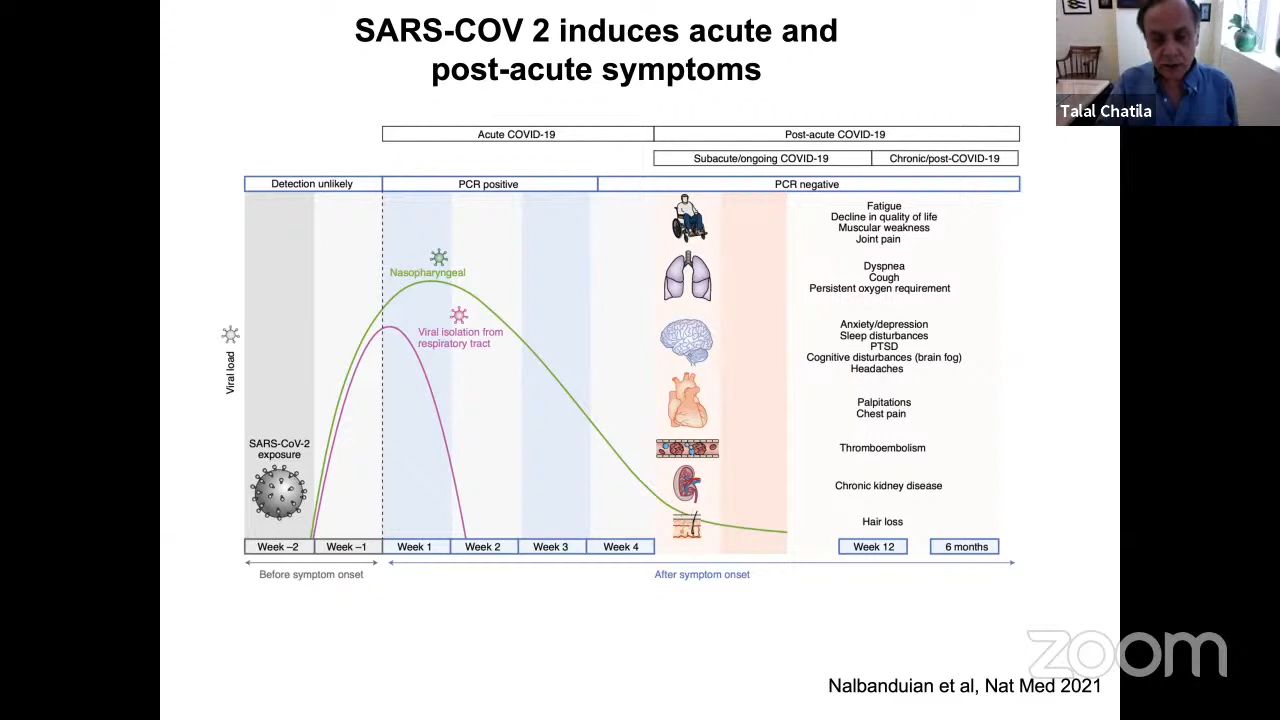 SARS-COV 2 induces acute and
post-acute symptoms
Talal Chatila
Acute COVID-19
Post-acute COVID-19
Subacute/ongoing COVID-19
Chronic/post-COVID-19
Detection unlikely
PCR positive
PCR negative
Viral load
Nasopharyngeal
Viral isolation from
respiratory tract
SARS-CoV-2
exposure
Fatigue
Decline in quality of life
Muscular weakness
Joint pain
Dyspnea
Cough
Persistent oxygen requirement
Anxiety/depression
Sleep disturbances
PTSD
Cognitive disturbances (brain fog)
Headaches
Palpitations
Chest pain
Thromboembolism
Chronic kidney disease
Hair loss
Week –2
Week –1
Week 1
Week 2
Week 3
Week 4
Week 12
6 months
Before symptom onset
After symptom onset
zoom
Nalbanduian et al, Nat Med 2021